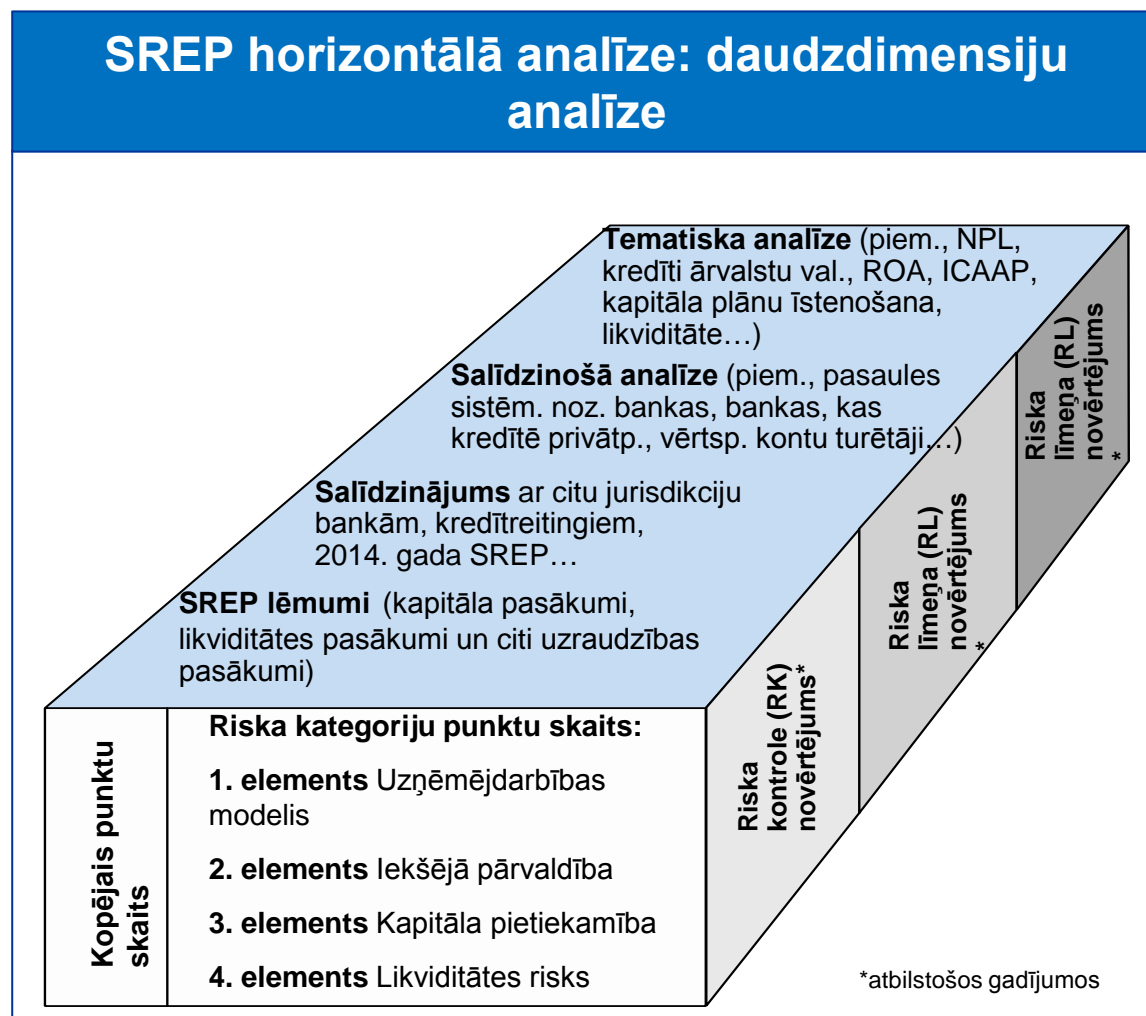 SREP horizontālā analīze: daudzdimensiju
analīze
Tematiska analīze (piem., NPL,
kredīti ārvalstu val., ROA, ICAAP,
kapitāla plānu īstenošana,
likviditāte…)
Salīdzinošā analīze (piem., pasaules
sistēm. noz. bankas, bankas, kas
kredītē privātp., vērtsp. kontu turētāji…)
Salīdzinājums ar citu jurisdikciju
bankām, kredītreitingiem,
2014. gada SREP…
SREP lēmumi (kapitāla pasākumi,
likviditātes pasākumi un citi uzraudzības
pasākumi)
Kopējais punktu
skaits
Riska kategoriju punktu skaits:
1. elements Uzņēmējdarbības
modelis
2. elements Iekšējā pārvaldība
3. elements Kapitāla pietiekamība
4. elements Likviditātes risks
Riska
kontrole (RK)
novērtējums*
Riska
līmeņa (RL)
novērtējums
*
Riska
līmeņa (RL)
novērtējums
*
*atbilstošos gadījumos